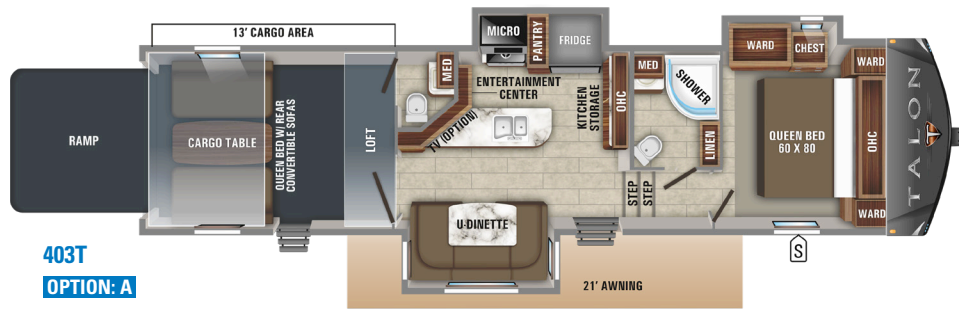 13' CARGO AREA
RAMP
CARGO TABLE
QUEEN BED W/ REAR
CONVERTIBLE SOFAS
LOFT
MED
MICRO
PANTRY
FRIDGE
ENTERTAINMENT
CENTER
TV (OPTION)
KITCHEN
STORAGE
OHC
MED
SHOWER
LINEN
STEP
STEP
U-DINETTE
21' AWNING
WARD
CHEST
WARD
QUEEN BED
60 X 80
OHC
WARD
TALON
T
S
403T
OPTION: A